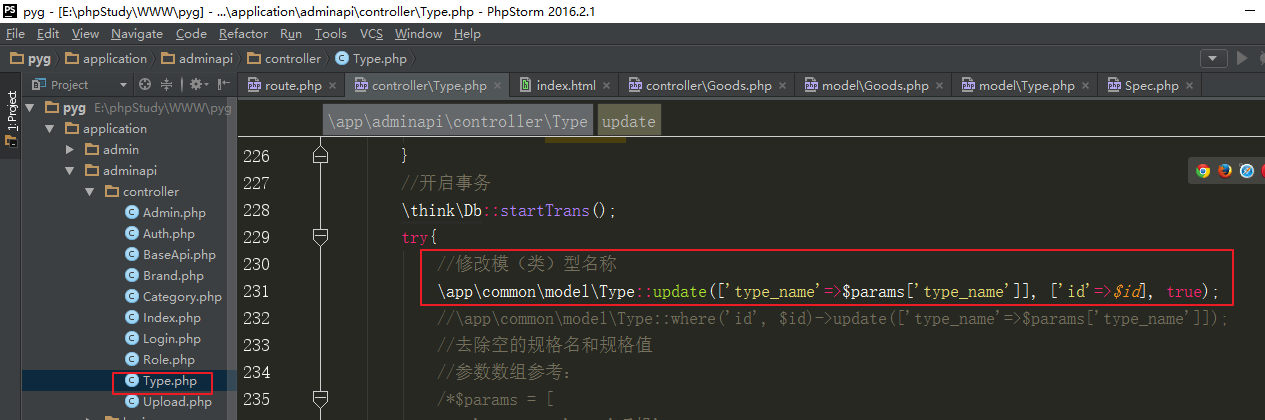 pyg - [E:\phpStudy\WWW\pyg] - ...\application\adminapi\controller\Type.php - PhpStorm 2016.2.1
File Edit View Navigate Code Refactor Run Tools VCS Window Help
pyg application adminapi controller Type.php
Project
route.php controller\Type.php index.html controller\Goods.php model\Goods.php model\Type.php Spec.php
1: Project
pyg E:\phpStudy\WWW\pyg
application
admin
adminapi
controller
Admin.php
Auth.php
BaseApi.php
Brand.php
Category.php
Index.php
Login.php
Role.php
Type.php
Upload.php
\app\adminapi\controller\Type update
226 }
227 //开启事务
228 \think\Db::startTrans();
229 try{
230 //修改模（类）型名称
231 \app\common\model\Type::update(['type_name'=>$params['type_name']], ['id'=>$id], true);
232 //\app\common\model\Type::where('id', $id)->update(['type_name'=>$params['type_name']]);
233 //去除空的规格名和规格值
234 //参数数组参考：
235 /*$params = [